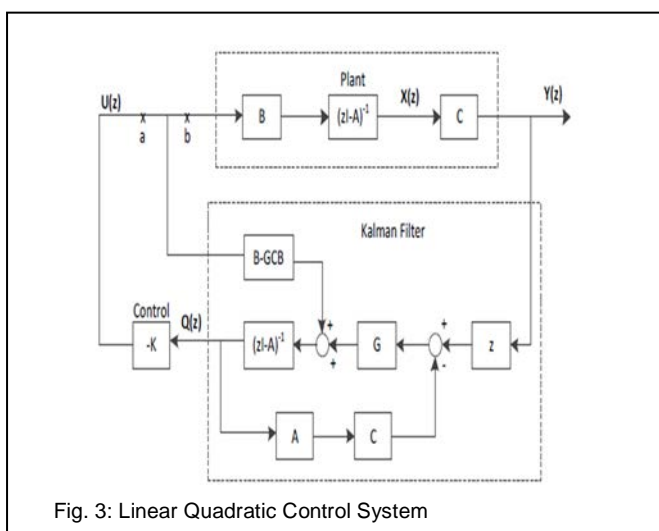 Plant
U(z)
X(z)
Y(z)
B
(zI-A)⁻¹
C
a
b
Kalman Filter
B-GCB
Control
Q(z)
+
+
-K
(zI-A)⁻¹
+
G
-
z
+
A
C
Fig. 3: Linear Quadratic Control System